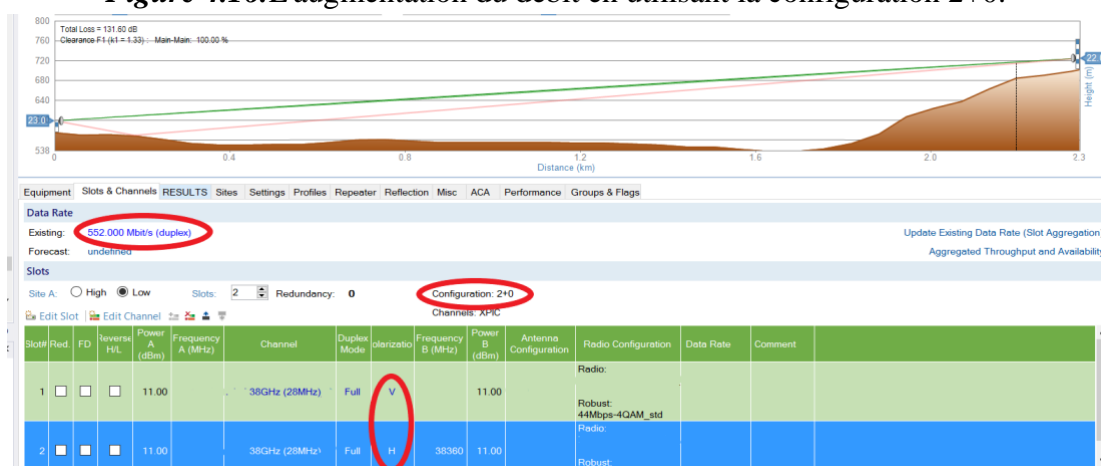 L'augmentation du débit en utilisant la configuration 2+0.
800
Total Loss = 131.60 dB
760
Clearance F1 (k1 = 1.33) : Main-Main: 100.00 %
720
22.0
680
640
Height (m)
23.0
538
0 0.4 0.8 1.2 1.6 2.0 2.3
Distance (km)
Equipment Slots & Channels RESULTS Sites Settings Profiles Repeater Reflection Misc ACA Performance Groups & Flags
Data Rate
Existing: 552.000 Mbit/s (duplex) Update Existing Data Rate (Slot Aggregation)
Forecast: undefined Aggregated Throughput and Availability
Slots
Site A: High Low Slots: 2 Redundancy: 0 Configuration: 2+0
Edit Slot Edit Channel Channels: XPIC
Slot# Red. FD Reverse H/L Power A (dBm) Frequency A (MHz) Channel Duplex Mode olarizatio Frequency B (MHz) Power B (dBm) Antenna Configuration Radio Configuration Data Rate Comment
Radio:
1 11.00 38GHz (28MHz) Full V 11.00
Robust:
44Mbps-4QAM_std
Radio:
2 11.00 38GHz (28MHz) Full H 38360 11.00
Robust: